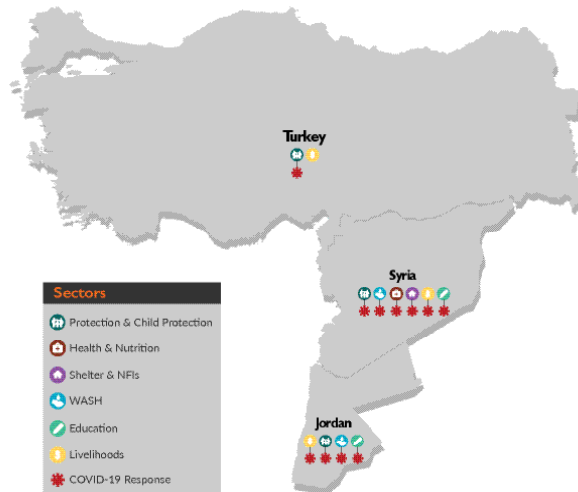 Turkey
Syria
Sectors
Protection & Child Protection
Health & Nutrition
Shelter & NFIs
WASH
Education
Livelihoods
COVID-19 Response
Jordan